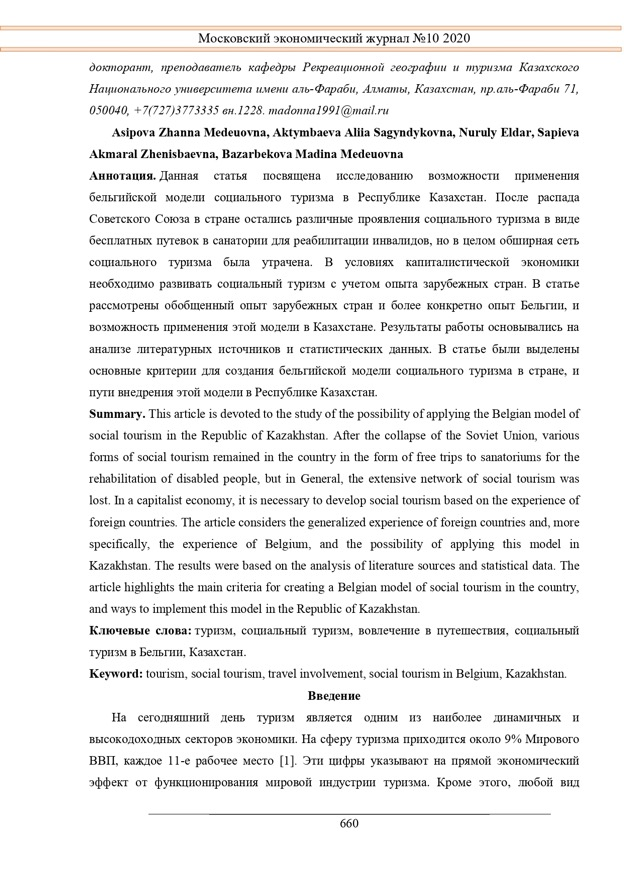 Московский экономический журнал №10 2020
докторант, преподаватель кафедры Рекреационной географии и туризма Казахского
Национального университета имени аль-Фараби, Алматы, Казахстан, пр.аль-Фараби 71,
050040, +7(727)3773335 вн.1228. madonna1991@mail.ru
Asipova Zhanna Medeuovna, Aktymbaeva Aliia Sagyndykovna, Nuruly Eldar, Sapieva
Akmaral Zhenisbaevna, Bazarbekova Madina Medeuovna
Аннотация. Данная статья посвящена исследованию возможности применения
бельгийской модели социального туризма в Республике Казахстан. После распада
Советского Союза в стране остались различные проявления социального туризма в виде
бесплатных путевок в санатории для реабилитации инвалидов, но в целом обширная сеть
социального туризма была утрачена. В условиях капиталистической экономики
необходимо развивать социальный туризм с учетом опыта зарубежных стран. В статье
рассмотрены обобщенный опыт зарубежных стран и более конкретно опыт Бельгии, и
возможность применения этой модели в Казахстане. Результаты работы основывались на
анализе литературных источников и статистических данных. В статье были выделены
основные критерии для создания бельгийской модели социального туризма в стране, и
пути внедрения этой модели в Республике Казахстан.
Summary. This article is devoted to the study of the possibility of applying the Belgian model of
social tourism in the Republic of Kazakhstan. After the collapse of the Soviet Union, various
forms of social tourism remained in the country in the form of free trips to sanatoriums for the
rehabilitation of disabled people, but in General, the extensive network of social tourism was
lost. In a capitalist economy, it is necessary to develop social tourism based on the experience of
foreign countries. The article considers the generalized experience of foreign countries and, more
specifically, the experience of Belgium, and the possibility of applying this model in
Kazakhstan. The results were based on the analysis of literature sources and statistical data. The
article highlights the main criteria for creating a Belgian model of social tourism in the country,
and ways to implement this model in the Republic of Kazakhstan.
Ключевые слова: туризм, социальный туризм, вовлечение в путешествия, социальный
туризм в Бельгии, Казахстан.
Keyword: tourism, social tourism, travel involvement, social tourism in Belgium, Kazakhstan.
Введение
На сегодняшний день туризм является одним из наиболее динамичных и
высокодоходных секторов экономики. На сферу туризма приходится около 9% Мирового
ВВП, каждое 11-е рабочее место [1]. Эти цифры указывают на прямой экономический
эффект от функционирования мировой индустрии туризма. Кроме этого, любой вид
660